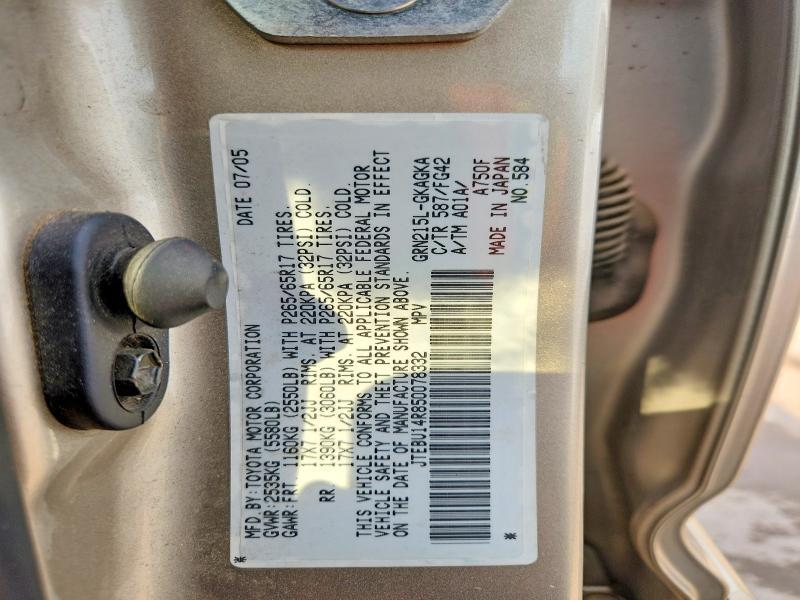 MFD. BY: TOYOTA MOTOR CORPORATION DATE 07/05
GVWR: 2535KG (5580LB)
GAWR: FRT 1160KG (2550LB) WITH P265/65R17 TIRES.
17X7 1/2JJ RIMS. AT 220KPA (32PSI) COLD.
RR. 1390KG (3060LB) WITH P265/65R17 TIRES.
17X7 1/2JJ RIMS. AT 220KPA (32PSI) COLD.
THIS VEHICLE CONFORMS TO ALL APPLICABLE FEDERAL MOTOR
VEHICLE SAFETY AND THEFT PREVENTION STANDARDS IN EFFECT
ON THE DATE OF MANUFACTURE SHOWN ABOVE.
JTEBU14R850078332 MPV GRN215L-GKAGKA
C/TR 587/FG42
A/TM A01A/
A750F
MADE IN JAPAN
* * NO. 584